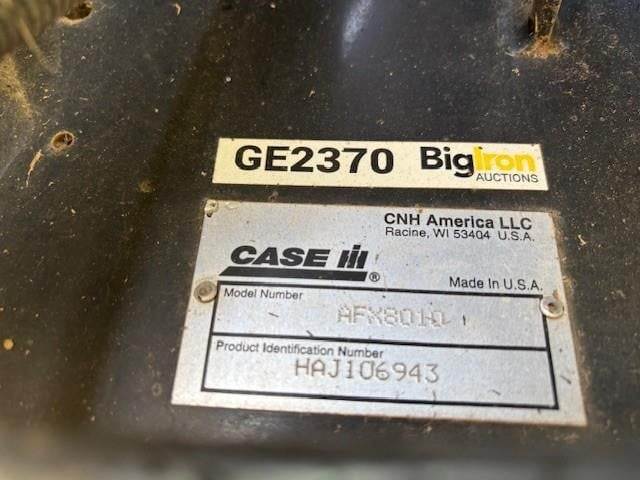 GE2370 BigIron
AUCTIONS
CNH America LLC
Racine, WI 53404 U.S.A.
CASE IH ®
Made in U.S.A.
Model Number
AFX8010
Product Identification Number
HAJ106943